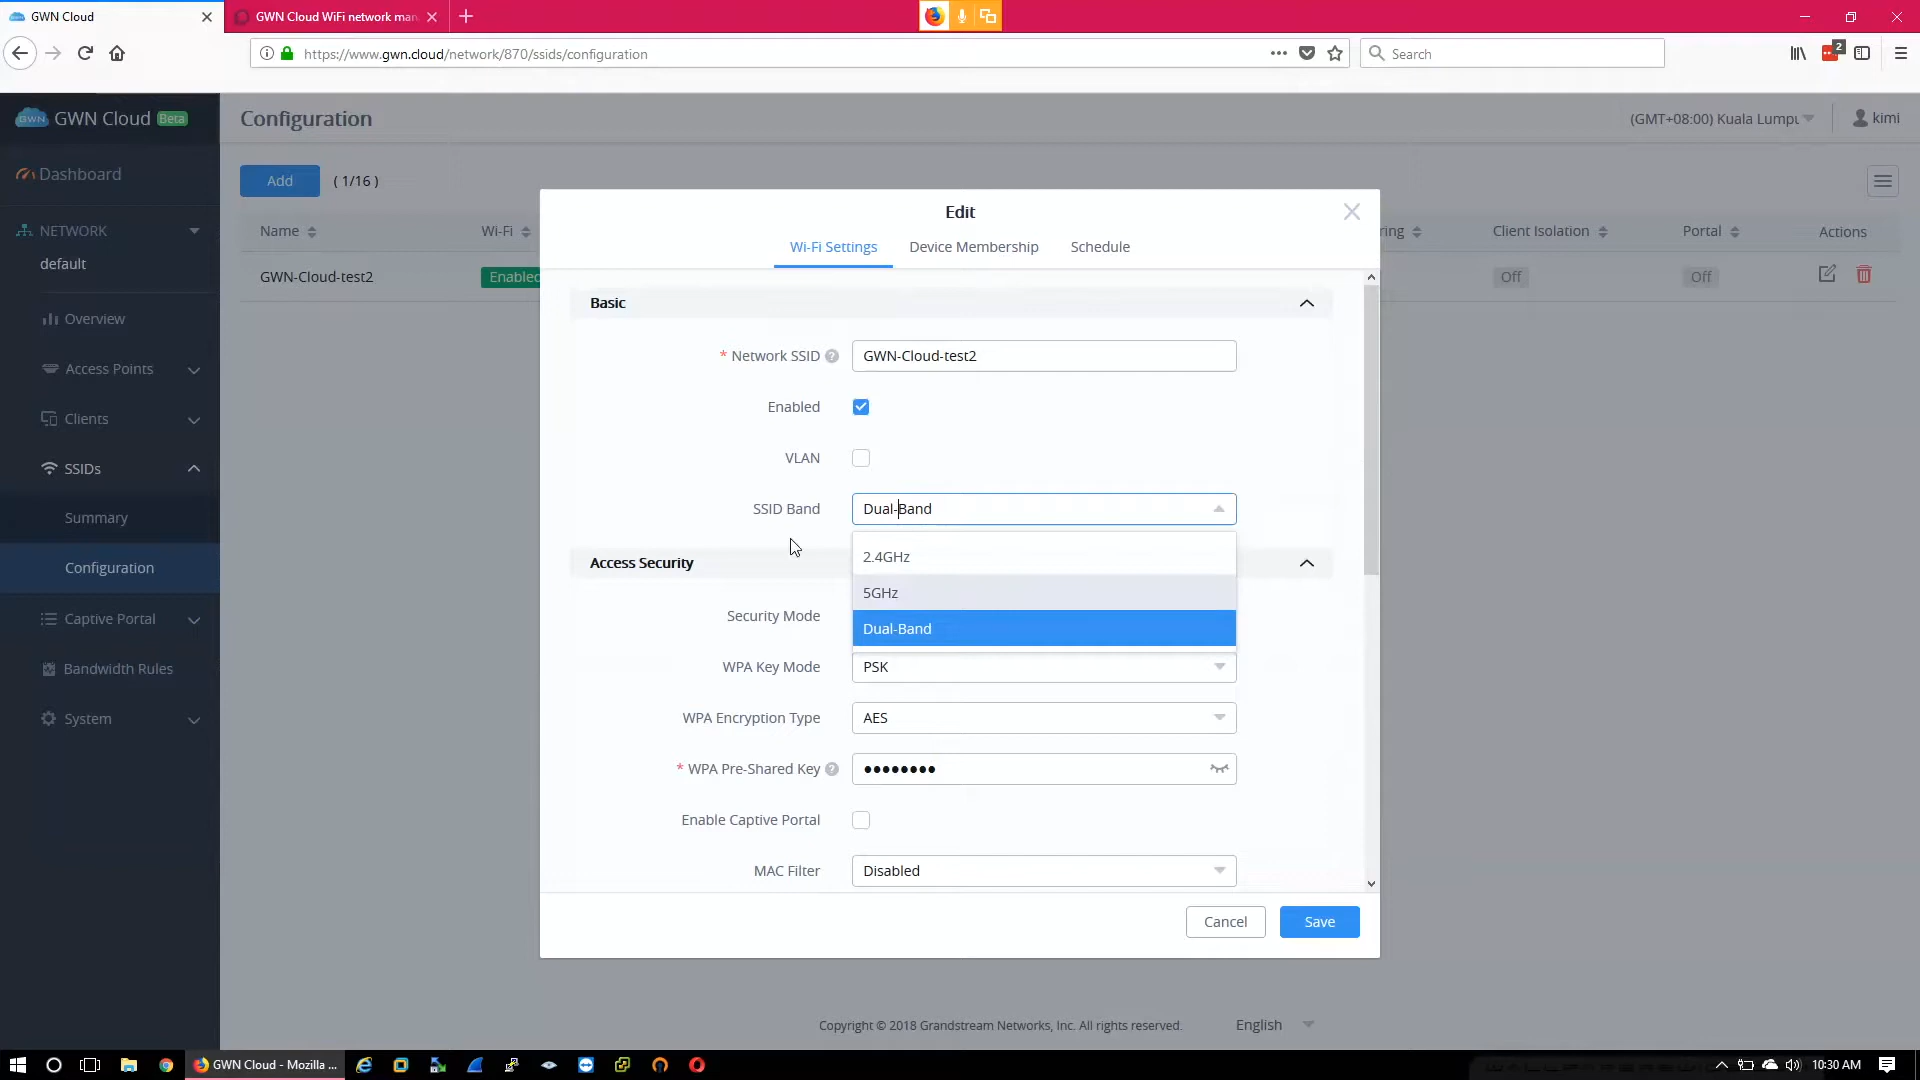 GWN Cloud
GWN Cloud WiFi network man
https://www.gwn.cloud/network/870/ssids/configuration
Search
2
GWN
GWN Cloud Beta
Configuration
(GMT+08:00) Kuala Lumpu
kimi
Dashboard
Add
( 1/16 )
NETWORK
default
Name
Wi-Fi
ring
Client Isolation
Portal
Actions
GWN-Cloud-test2
Enabled
Off
Off
Overview
Access Points
Clients
SSIDs
Summary
Configuration
Captive Portal
Bandwidth Rules
System
Edit
Wi-Fi Settings
Device Membership
Schedule
Basic
* Network SSID ?
GWN-Cloud-test2
Enabled
VLAN
SSID Band
Dual-Band
2.4GHz
5GHz
Dual-Band
Access Security
Security Mode
WPA Key Mode
PSK
WPA Encryption Type
AES
* WPA Pre-Shared Key ?
••••••••
Enable Captive Portal
MAC Filter
Disabled
Cancel
Save
Copyright © 2018 Grandstream Networks, Inc. All rights reserved.
English
GWN Cloud - Mozilla ...
10:30 AM